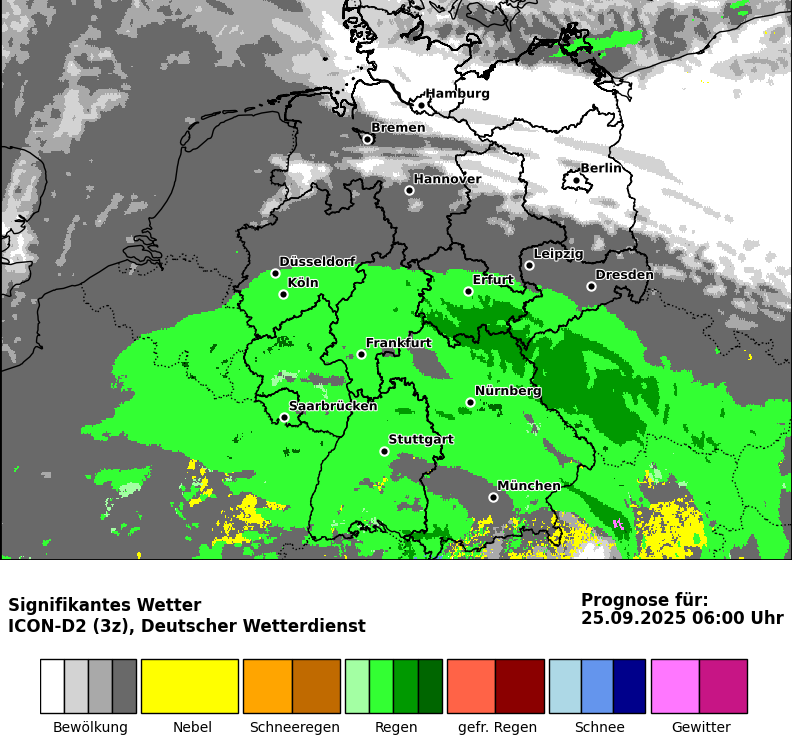 Hamburg
Bremen
Berlin
Hannover
Leipzig
Düsseldorf
Dresden
Köln
Erfurt
Frankfurt
Nürnberg
Saarbrücken
Stuttgart
München
Signifikantes Wetter
ICON-D2 (3z), Deutscher Wetterdienst
Prognose für:
25.09.2025 06:00 Uhr
Bewölkung Nebel Schneeregen Regen gefr. Regen Schnee Gewitter